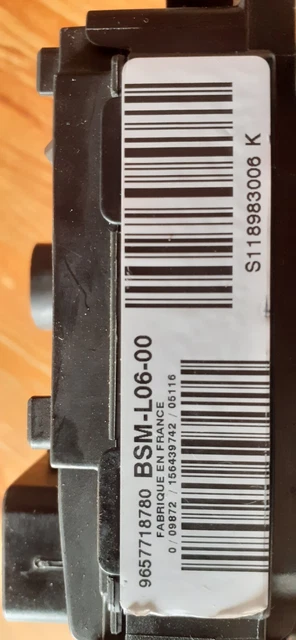 S118983006 K
9657718780 BSM-L06-00
FABRIQUE EN FRANCE
0 / 09872 / 156439742 / 05116